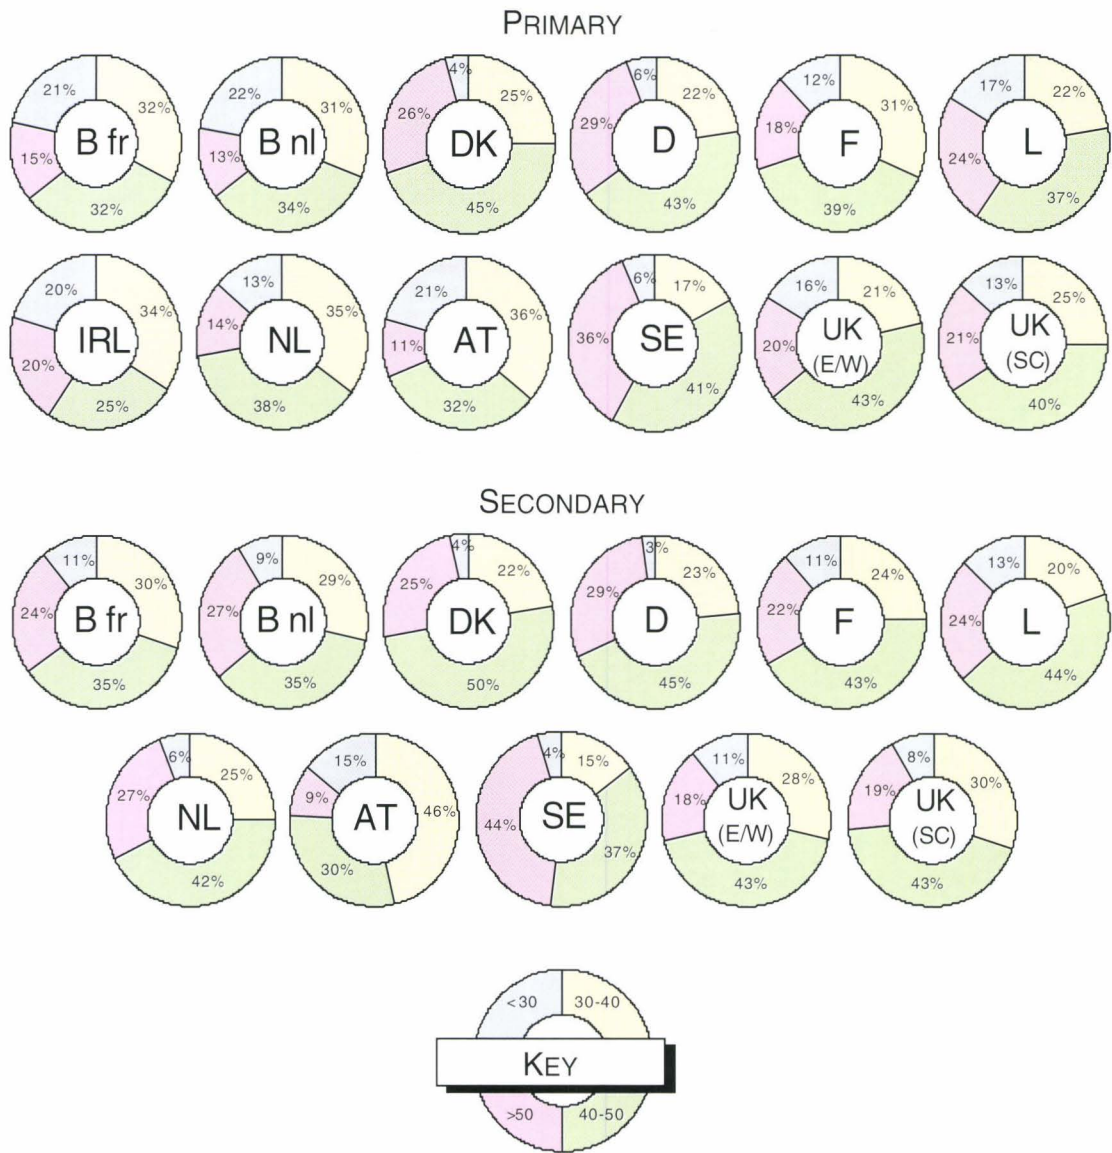 PRIMARY
21% 32% 22% 31% 4% 25% 6% 22% 12% 31% 17% 22%
B fr B nl DK D F L
15% 32% 13% 34% 26% 45% 29% 43% 18% 39% 24% 37%
20% 34% 13% 35% 21% 36% 6% 17% 16% 21% 13% 25%
IRL NL AT SE UK (E/W) UK (SC)
20% 25% 14% 38% 11% 32% 36% 41% 20% 43% 21% 40%
SECONDARY
11% 30% 9% 29% 4% 22% 3% 23% 11% 24% 13% 20%
B fr B nl DK D F L
24% 35% 27% 35% 25% 50% 29% 45% 22% 43% 24% 44%
6% 25% 15% 46% 4% 15% 11% 28% 8% 30%
NL AT SE UK (E/W) UK (SC)
27% 42% 9% 30% 44% 37% 18% 43% 19% 43%
<30 30-40
KEY
>50 40-50